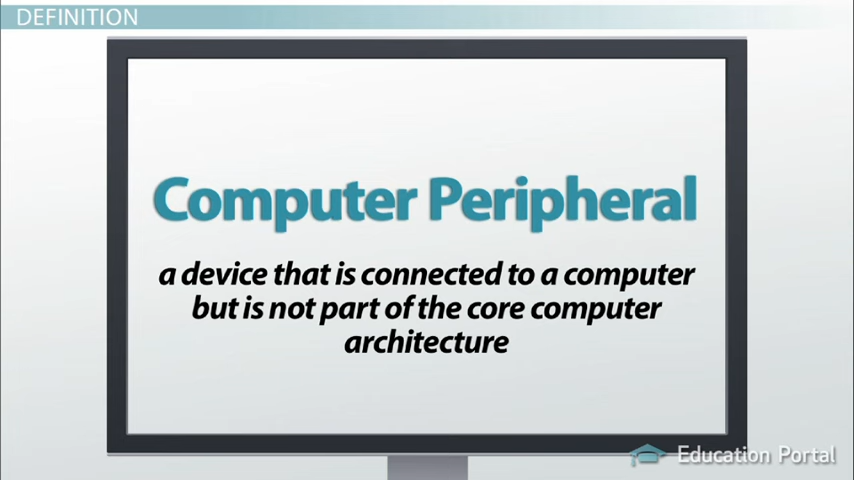 DEFINITION
Computer Peripheral
a device that is connected to a computer
but is not part of the core computer
architecture
Education Portal